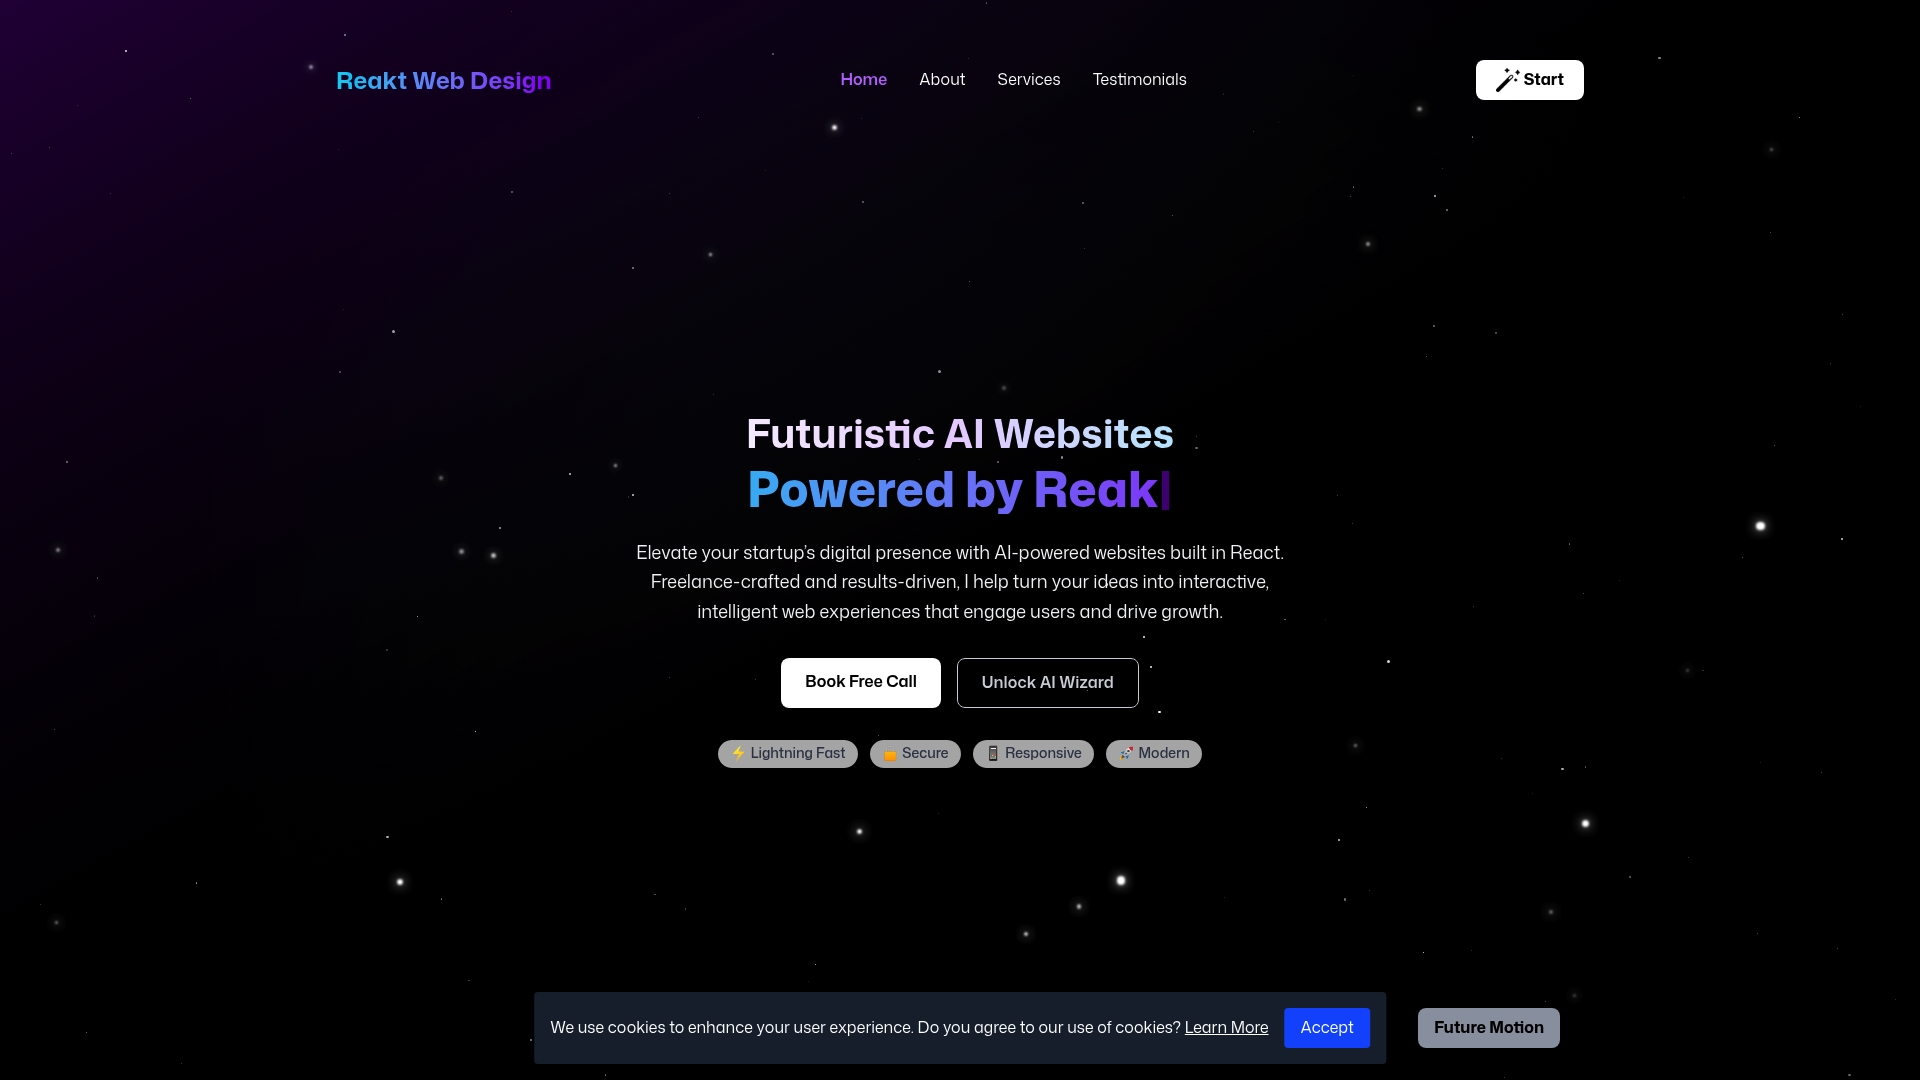 Reakt Web Design
Home
About
Services
Testimonials
Start
Futuristic AI Websites
Powered by Reak
Elevate your startup’s digital presence with AI-powered websites built in React.
Freelance-crafted and results-driven, I help turn your ideas into interactive,
intelligent web experiences that engage users and drive growth.
Book Free Call
Unlock AI Wizard
⚡ Lightning Fast
Secure
Responsive
🚀 Modern
We use cookies to enhance your user experience. Do you agree to our use of cookies? Learn More
Accept
Future Motion